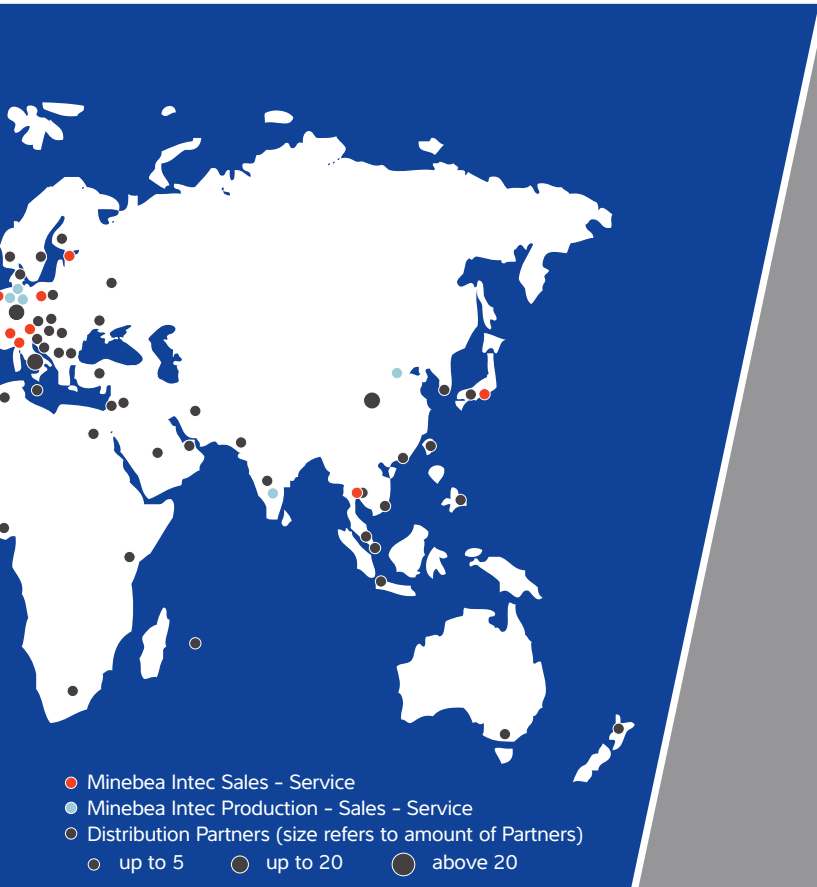 Minebea Intec Sales - Service
Minebea Intec Production - Sales - Service
Distribution Partners (size refers to amount of Partners)
up to 5 up to 20 above 20